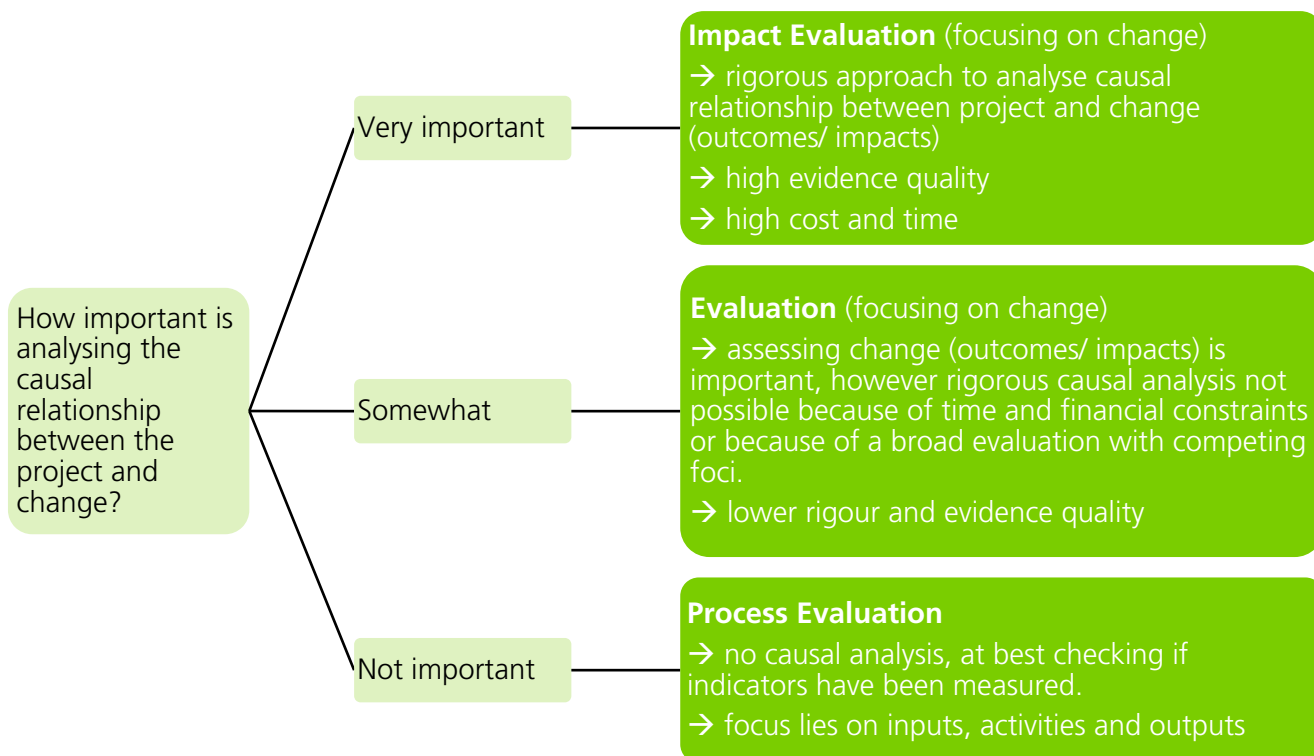 How important is
analysing the
causal
relationship
between the
project and
change?
Very important
Impact Evaluation (focusing on change)
→ rigorous approach to analyse causal
relationship between project and change
(outcomes/ impacts)
→ high evidence quality
→ high cost and time
Somewhat
Evaluation (focusing on change)
→ assessing change (outcomes/ impacts) is
important, however rigorous causal analysis not
possible because of time and financial constraints
or because of a broad evaluation with competing
foci.
→ lower rigour and evidence quality
Not important
Process Evaluation
→ no causal analysis, at best checking if
indicators have been measured.
→ focus lies on inputs, activities and outputs